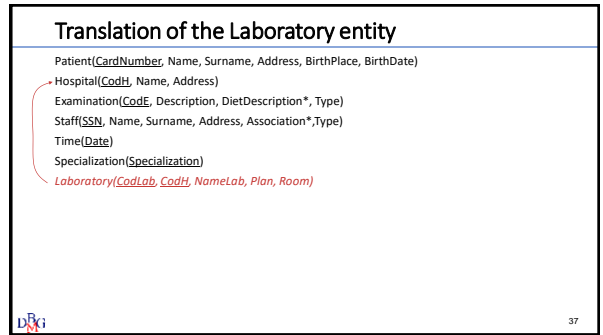 Translation of the Laboratory entity
Patient(CardNumber, Name, Surname, Address, BirthPlace, BirthDate)
Hospital(CodH, Name, Address)
Examination(CodE, Description, DietDescription*, Type)
Staff(SSN, Name, Surname, Address, Association*,Type)
Time(Date)
Specialization(Specialization)
Laboratory(CodLab, CodH, NameLab, Plan, Room)
DBMG
37